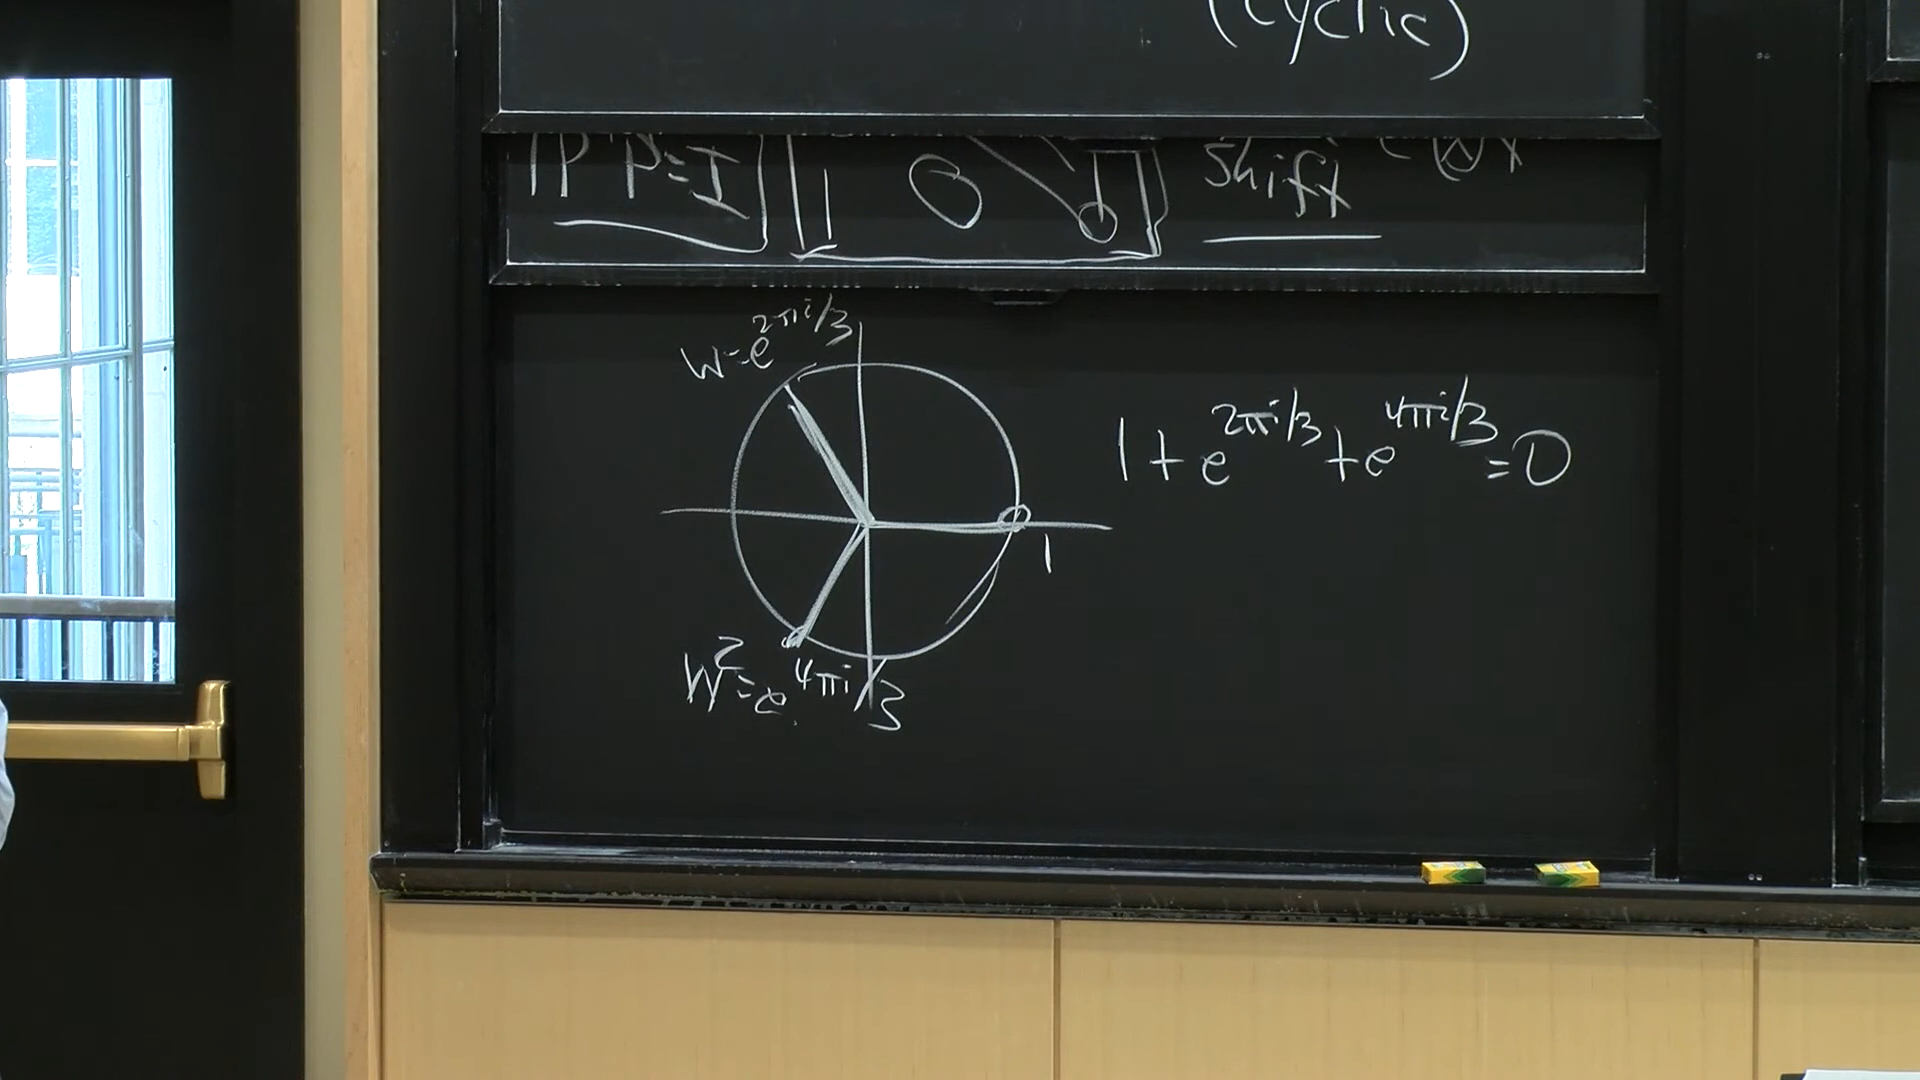 (cyclic)
P P=I
shift
w=e^{2πi/3}
1+e^{2πi/3}+e^{4πi/3}=0
1
w^2=e^{4πi/3}